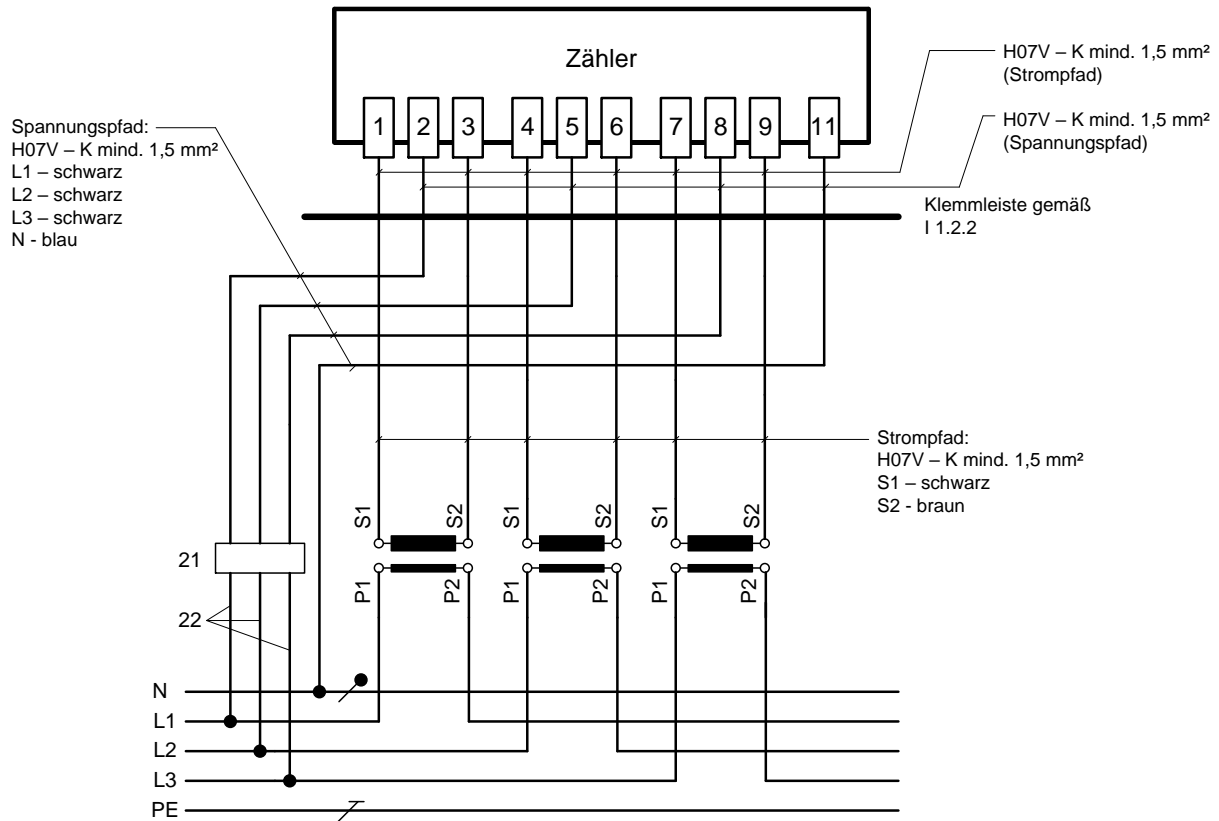 Zähler
1 2 3 4 5 6 7 8 9 11
H07V – K mind. 1,5 mm²
(Strompfad)
H07V – K mind. 1,5 mm²
(Spannungspfad)
Spannungspfad:
H07V – K mind. 1,5 mm²
L1 – schwarz
L2 – schwarz
L3 – schwarz
N - blau
Klemmleiste gemäß
I 1.2.2
Strompfad:
H07V – K mind. 1,5 mm²
S1 – schwarz
S2 - braun
S1 S2 S1 S2 S1 S2
21
P1 P2 P1 P2 P1 P2
22
N
L1
L2
L3
PE